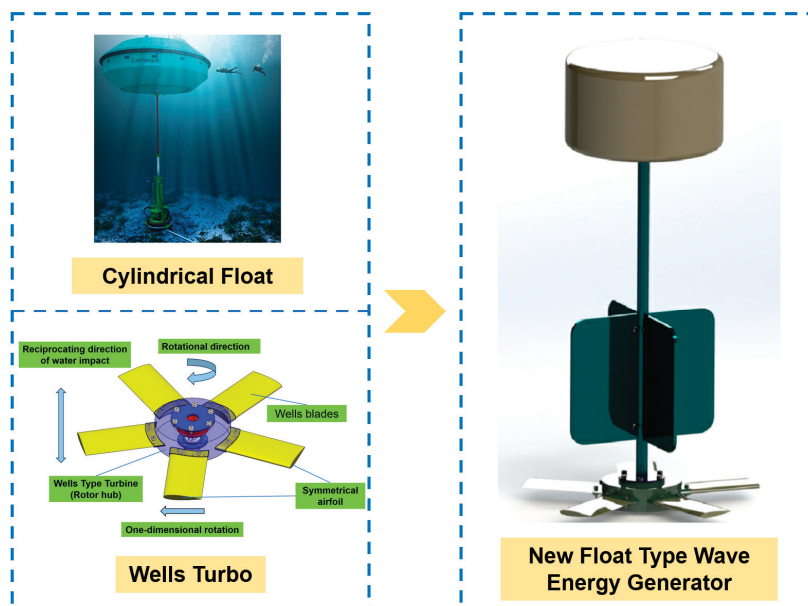 Cylindrical Float
Reciprocating direction
of water impact
Rotational direction
Wells blades
Wells Type Turbine
(Rotor hub)
Symmetrical
airfoil
One-dimensional rotation
Wells Turbo
New Float Type Wave
Energy Generator